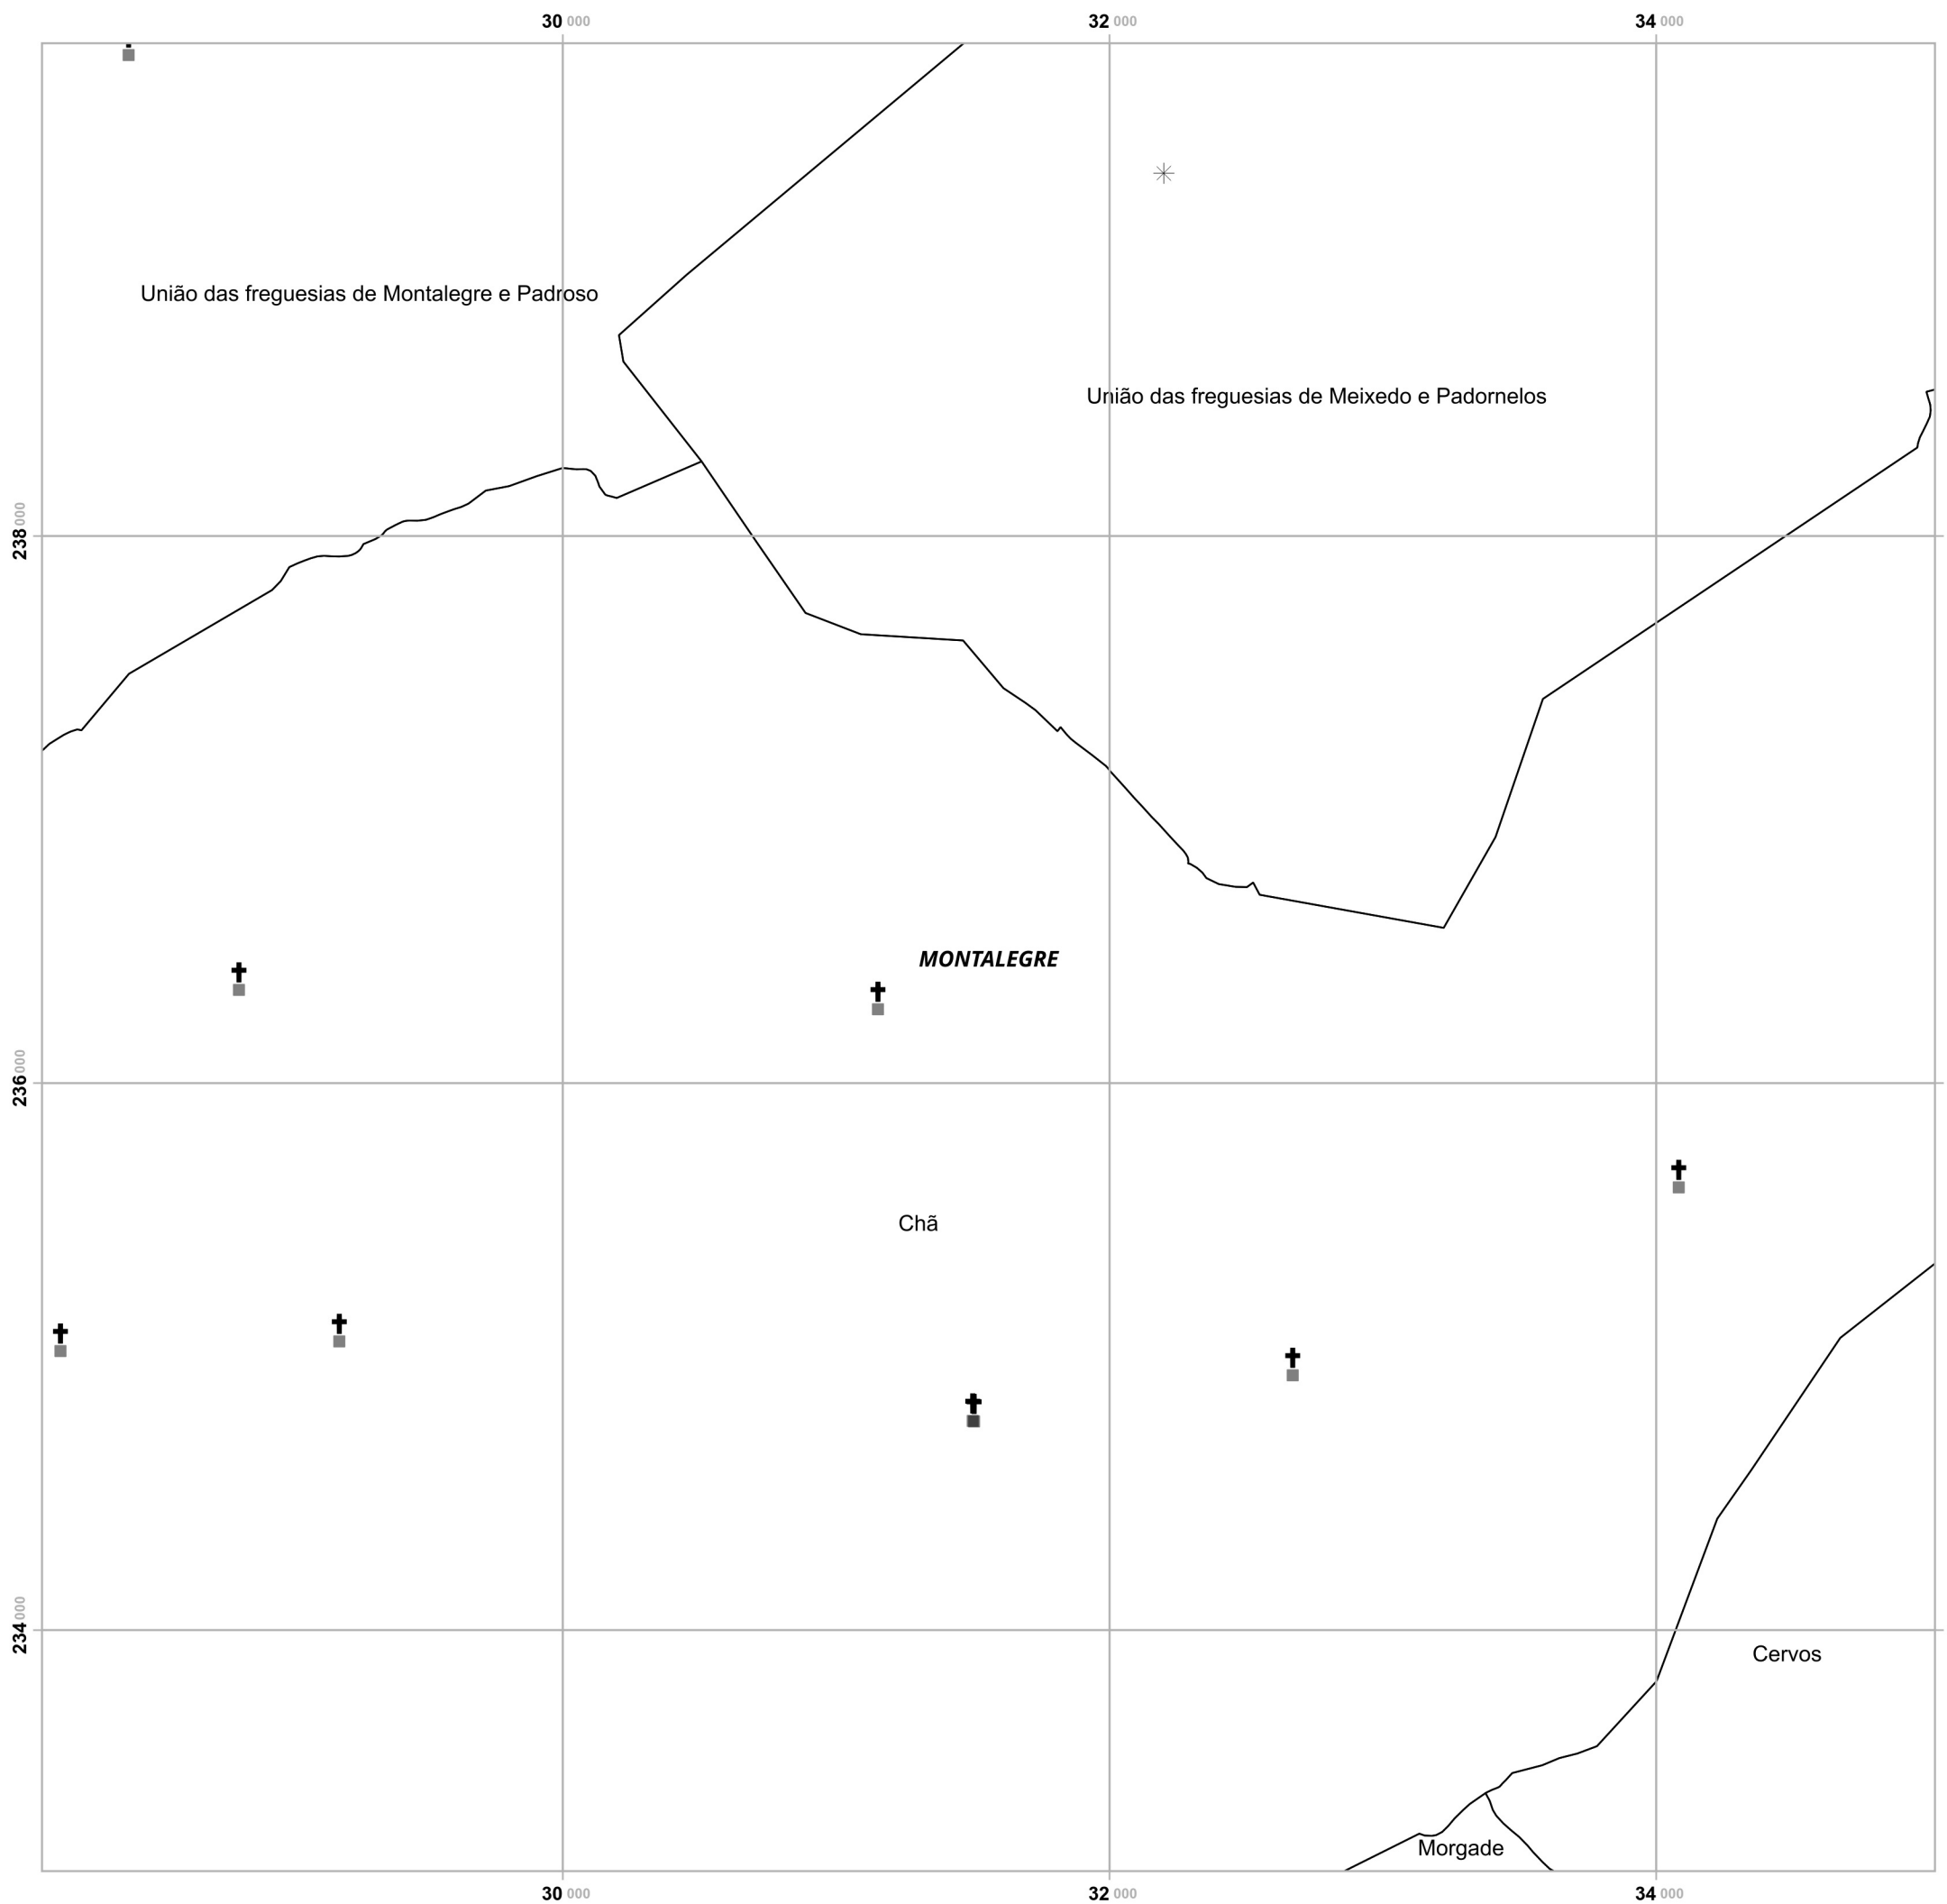 30 000
32 000
34 000
União das freguesias de Montalegre e Padroso
União das freguesias de Meixedo e Padornelos
238 000
MONTALEGRE
236 000
Chã
234 000
Cervos
Morgade
30 000
32 000
34 000